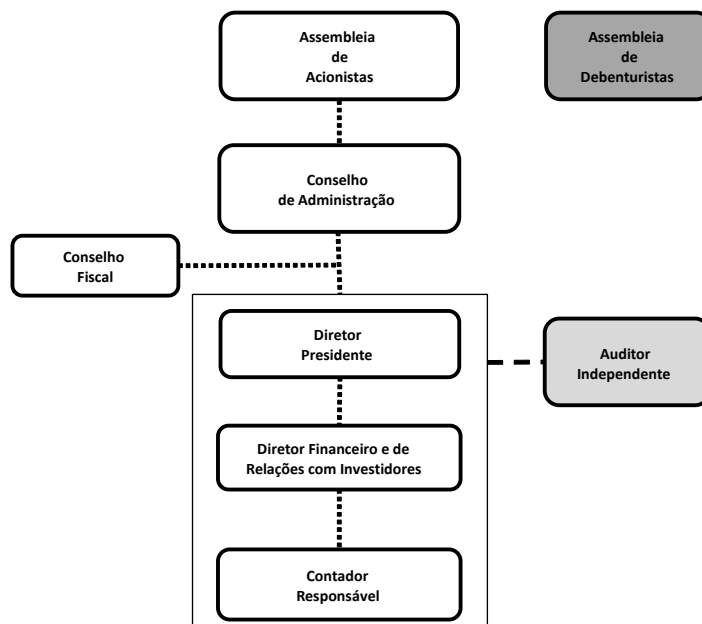 Assembleia
de
Acionistas
Assembleia
de
Debenturistas
Conselho
de Administração
Conselho
Fiscal
Diretor
Presidente
Auditor
Independente
Diretor Financeiro e de
Relações com Investidores
Contador
Responsável